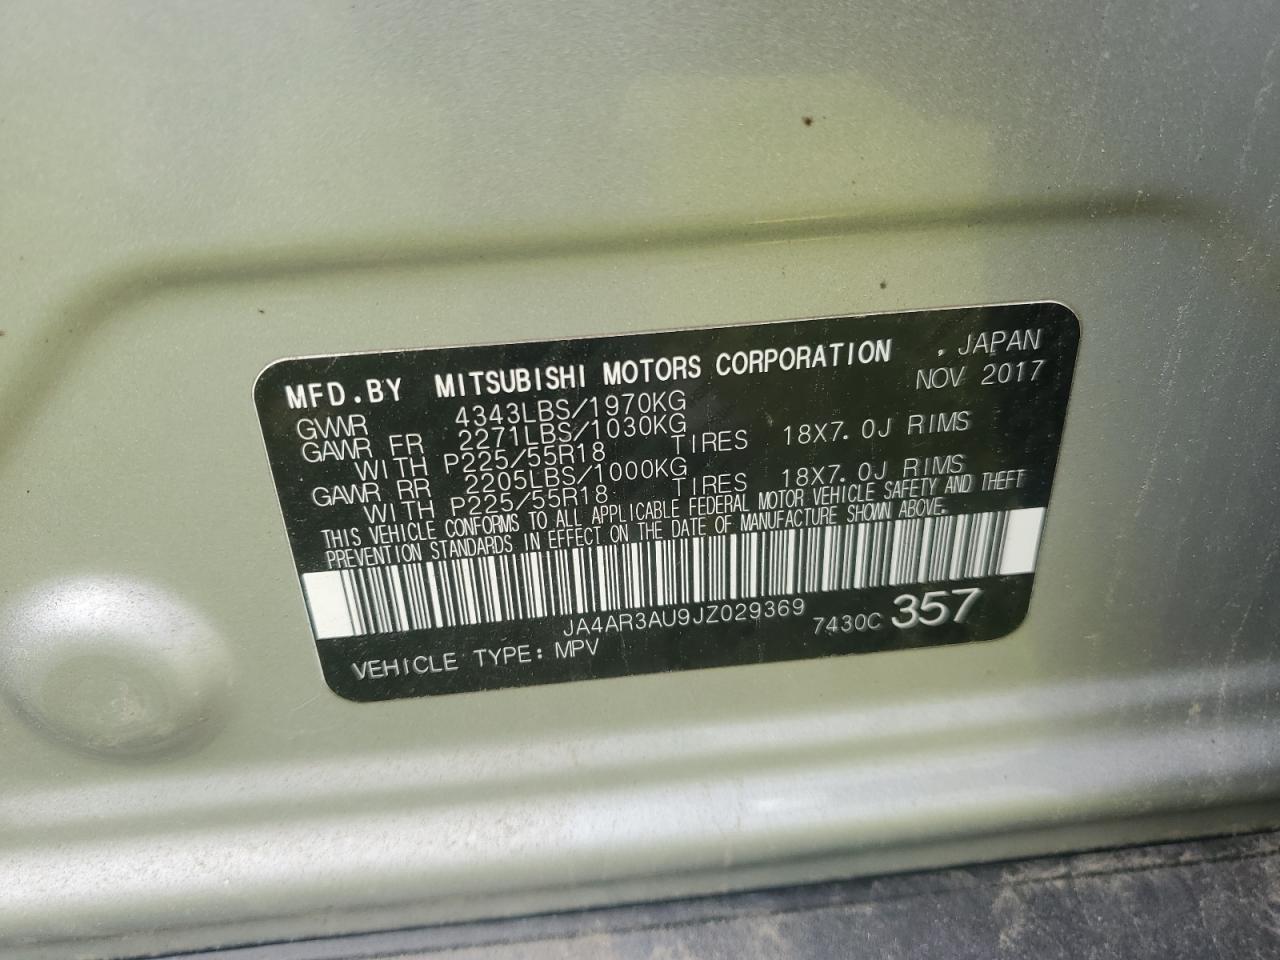 MFD.BY MITSUBISHI MOTORS CORPORATION , JAPAN
GVWR 4343LBS/1970KG NOV 2017
GAWR FR 2271LBS/1030KG
WITH P225/55R18 TIRES 18X7.0J RIMS
GAWR RR 2205LBS/1000KG
WITH P225/55R18 TIRES 18X7.0J RIMS
THIS VEHICLE CONFORMS TO ALL APPLICABLE FEDERAL MOTOR VEHICLE SAFETY AND THEFT
PREVENTION STANDARDS IN EFFECT ON THE DATE OF MANUFACTURE SHOWN ABOVE.
JA4AR3AU9JZ029369 7430C 357
VEHICLE TYPE: MPV